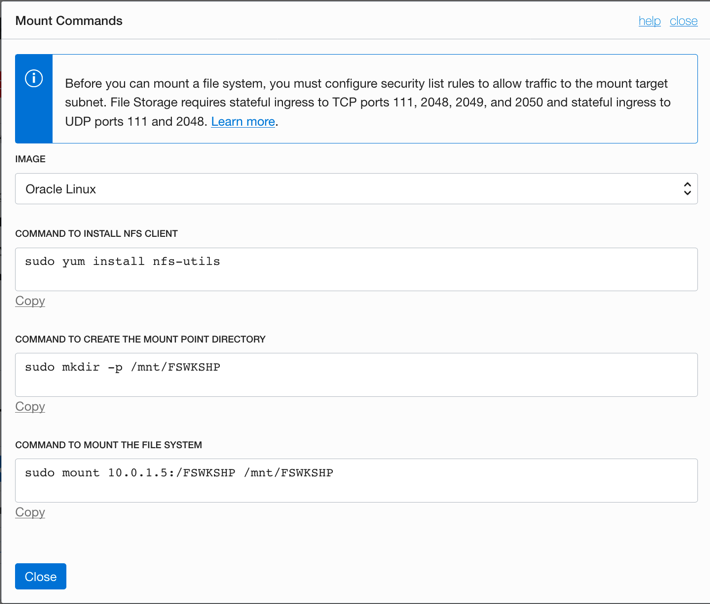 Mount Commands
help close
Before you can mount a file system, you must configure security list rules to allow traffic to the mount target
subnet. File Storage requires stateful ingress to TCP ports 111, 2048, 2049, and 2050 and stateful ingress to
UDP ports 111 and 2048. Learn more.
IMAGE
Oracle Linux
COMMAND TO INSTALL NFS CLIENT
sudo yum install nfs-utils
Copy
COMMAND TO CREATE THE MOUNT POINT DIRECTORY
sudo mkdir -p /mnt/FSWKSHP
Copy
COMMAND TO MOUNT THE FILE SYSTEM
sudo mount 10.0.1.5:/FSWKSHP /mnt/FSWKSHP
Copy
Close